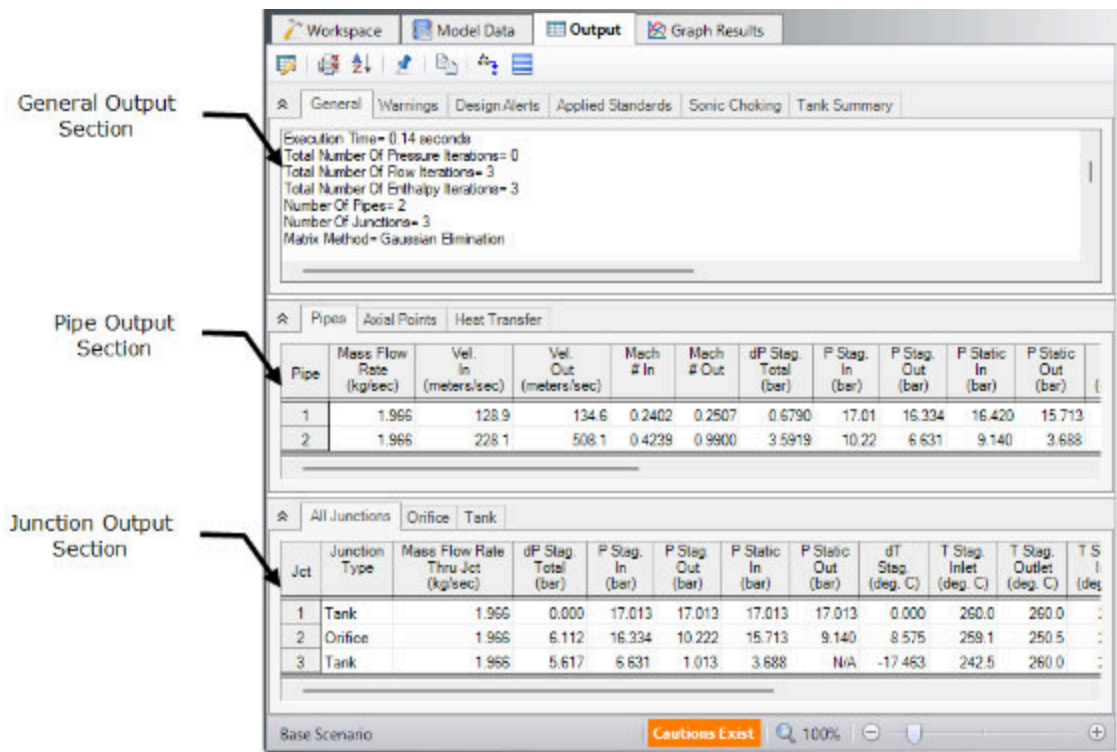 Workspace Model Data Output Graph Results
General Output Section
General Warnings Design Alerts Applied Standards Sonic Choking Tank Summary
Execution Time= 0.14 seconds
Total Number Of Pressure Iterations= 0
Total Number Of Flow Iterations= 3
Total Number Of Enthalpy Iterations= 3
Number Of Pipes= 2
Number Of Junctions= 3
Matrix Method= Gaussian Elimination
Pipe Output Section
Pipes Axial Points Heat Transfer
Pipe Mass Flow Rate (kg/sec) Vel. In (meters/sec) Vel. Out (meters/sec) Mach # In Mach # Out dP Stag. Total (bar) P Stag. In (bar) P Stag. Out (bar) P Static In (bar) P Static Out (bar)
1 1.966 128.9 134.6 0.2402 0.2507 0.6790 17.01 16.334 16.420 15.713
2 1.966 228.1 508.1 0.4239 0.9900 3.5919 10.22 6.631 9.140 3.688
Junction Output Section
All Junctions Orifice Tank
Jct Junction Type Mass Flow Rate Thru Jct (kg/sec) dP Stag. Total (bar) P Stag. In (bar) P Stag. Out (bar) P Static In (bar) P Static Out (bar) dT Stag. (deg. C) T Stag. Inlet (deg. C) T Stag. Outlet (deg. C)
1 Tank 1.966 0.000 17.013 17.013 17.013 17.013 0.000 260.0 260.0
2 Orifice 1.966 6.112 16.334 10.222 15.713 9.140 8.575 259.1 250.5
3 Tank 1.966 5.617 6.631 1.013 3.688 N/A -17.463 242.5 260.0
Base Scenario Cautions Exist 100%